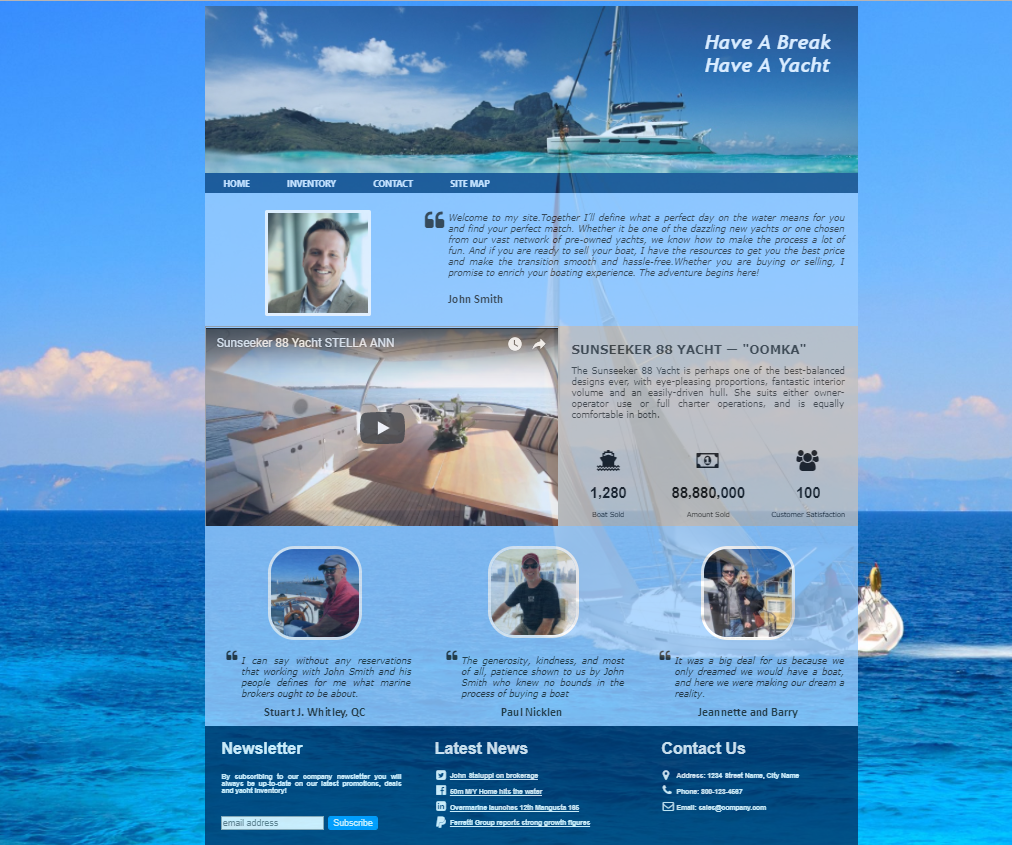 Have A Break
Have A Yacht
HOME INVENTORY CONTACT SITE MAP
Welcome to my site.Together I'll define what a perfect day on the water means for you
and find your perfect match. Whether it be one of the dazzling new yachts or one chosen
from our vast network of pre-owned yachts, we know how to make the process a lot of
fun. And if you are ready to sell your boat, I have the resources to get you the best price
and make the transition smooth and hassle-free.Whether you are buying or selling, I
promise to enrich your boating experience. The adventure begins here!
John Smith
Sunseeker 88 Yacht STELLA ANN
SUNSEEKER 88 YACHT — "OOMKA"
The Sunseeker 88 Yacht is perhaps one of the best-balanced
designs ever, with eye-pleasing proportions, fantastic interior
volume and an easily-driven hull. She suits either owner-
operator use or full charter operations, and is equally
comfortable in both.
1,280 88,880,000 100
Boat Sold Amount Sold Customer Satisfaction
I can say without any reservations
that working with John Smith and his
people defines for me what marine
brokers ought to be about.
Stuart J. Whitley, QC
The generosity, kindness, and most
of all, patience shown to us by John
Smith who knew no bounds in the
process of buying a boat
Paul Nicklen
It was a big deal for us because we
only dreamed we would have a boat,
and here we were making our dream a
reality.
Jeannette and Barry
Newsletter
By subscribing to our company newsletter you will
always be up-to-date on our latest promotions, deals
and yacht inventory!
email address Subscribe
Latest News
John Staluppi on brokerage
50m M/Y Home hits the water
Overmarine launches 12th Mangusta 165
Ferretti Group reports strong growth figures
Contact Us
Address: 1234 Street Name, City Name
Phone: 800-123-4567
Email: sales@company.com